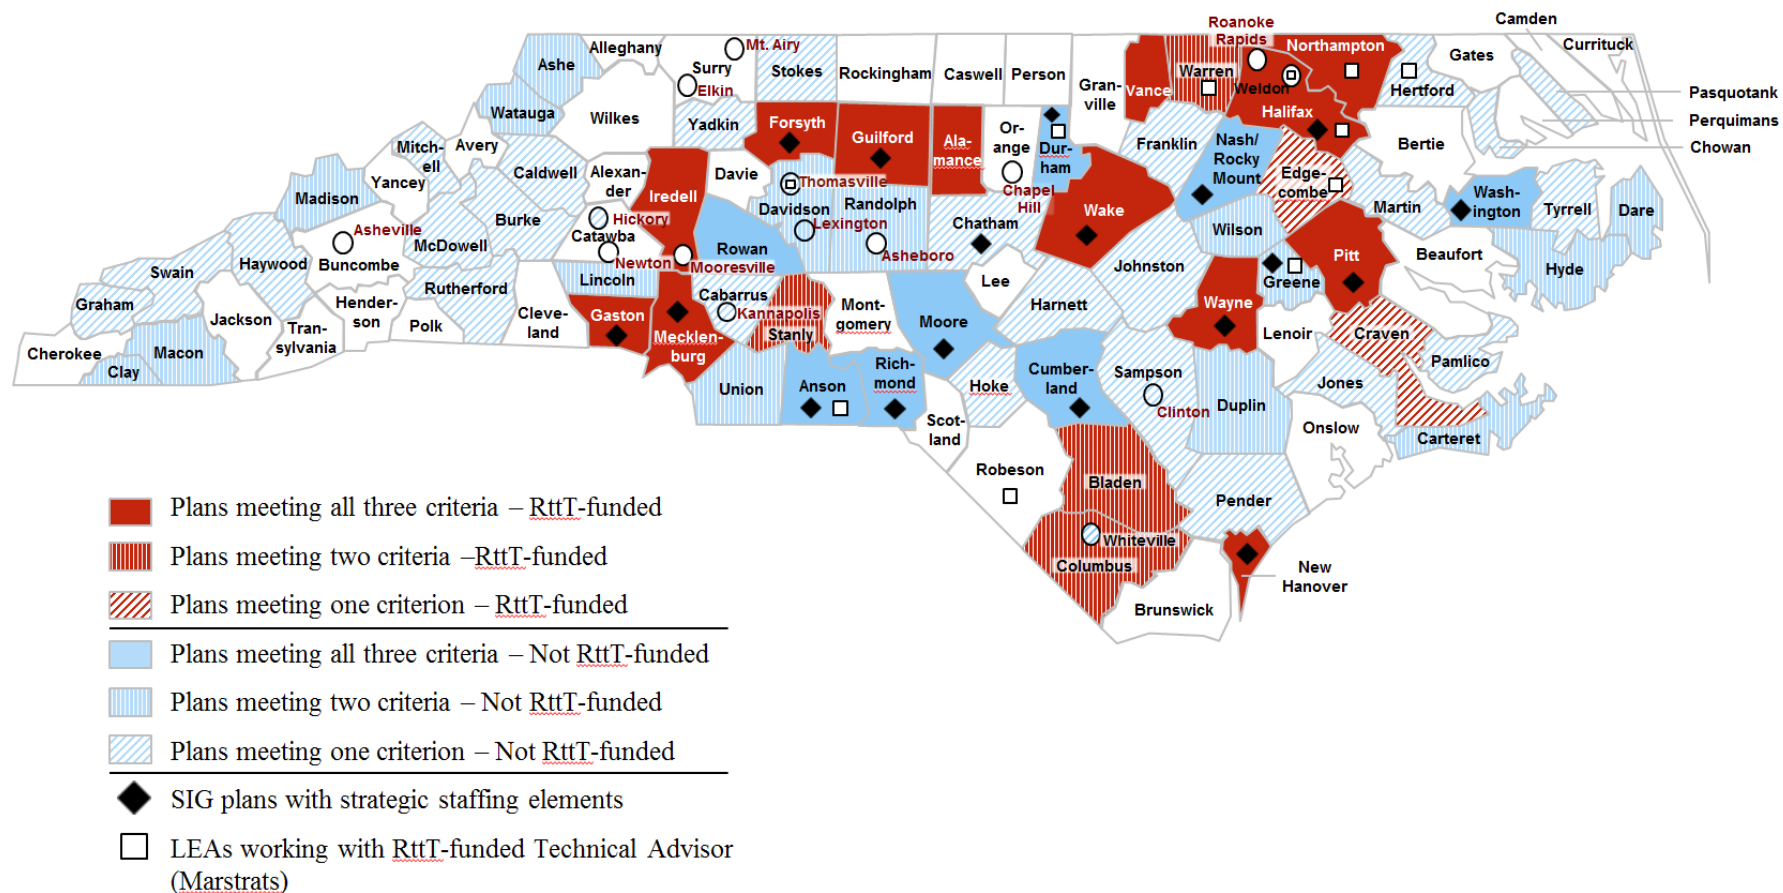 Camden
Roanoke
Rapids
Northampton
Gates
Currituck
Alleghany
Mt. Airy
Ashe
Surry
Stokes
Rockingham
Caswell
Person
Gran-
ville
Vance
Warren
Weldon
Halifax
Hertford
Pasquotank
Elkin
Watauga
Wilkes
Yadkin
Forsyth
Guilford
Ala-
mance
Or-
ange
Dur-
ham
Franklin
Nash/
Rocky
Mount
Edge-
combe
Bertie
Perquimans
Chowan
Mitch-
ell
Avery
Caldwell
Alexan-
der
Iredell
Davie
Thomasville
Chapel
Hill
Wake
Wash-
ington
Tyrrell
Dare
Madison
Yancey
Burke
Hickory
Catawba
Newton
Davidson
Lexington
Randolph
Asheboro
Chatham
Wilson
Martin
Asheville
Buncombe
McDowell
Rowan
Mooresville
Johnston
Pitt
Beaufort
Hyde
Swain
Haywood
Rutherford
Lincoln
Cabarrus
Kannapolis
Stanly
Mont-
gomery
Lee
Harnett
Greene
Wayne
Lenoir
Craven
Pamlico
Graham
Jackson
Hender-
son
Polk
Cleve-
land
Gaston
Mecklen-
burg
Moore
Cherokee
Macon
Clay
Tran-
sylvania
Union
Anson
Rich-
mond
Hoke
Cumber-
land
Sampson
Clinton
Duplin
Jones
Onslow
Carteret
Scot-
land
Robeson
Bladen
Pender
Whiteville
Columbus
Brunswick
New
Hanover
Plans meeting all three criteria – RttT-funded
Plans meeting two criteria –RttT-funded
Plans meeting one criterion – RttT-funded
Plans meeting all three criteria – Not RttT-funded
Plans meeting two criteria – Not RttT-funded
Plans meeting one criterion – Not RttT-funded
SIG plans with strategic staffing elements
LEAs working with RttT-funded Technical Advisor
(Marstrats)